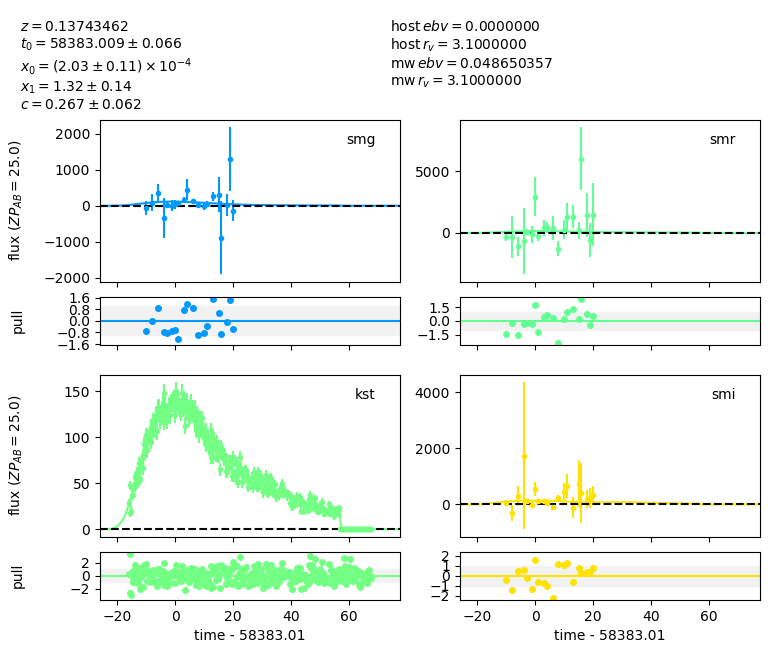 z = 0.13743462
t0 = 58383.009 ± 0.066
x0 = (2.03 ± 0.11) × 10^−4
x1 = 1.32 ± 0.14
c = 0.267 ± 0.062
host ebv = 0.0000000
host r_v = 3.1000000
mw ebv = 0.048650357
mw r_v = 3.1000000
smg
2000
1000
0
−1000
−2000
flux (ZP_AB = 25.0)
smr
5000
0
1.6
0.8
0.0
−0.8
−1.6
pull
1.5
0.0
−1.5
kst
150
100
50
0
flux (ZP_AB = 25.0)
smi
4000
2000
0
2
0
−2
pull
−20 0 20 40 60
time - 58383.01
2
1
0
−1
−2
−20 0 20 40 60
time - 58383.01